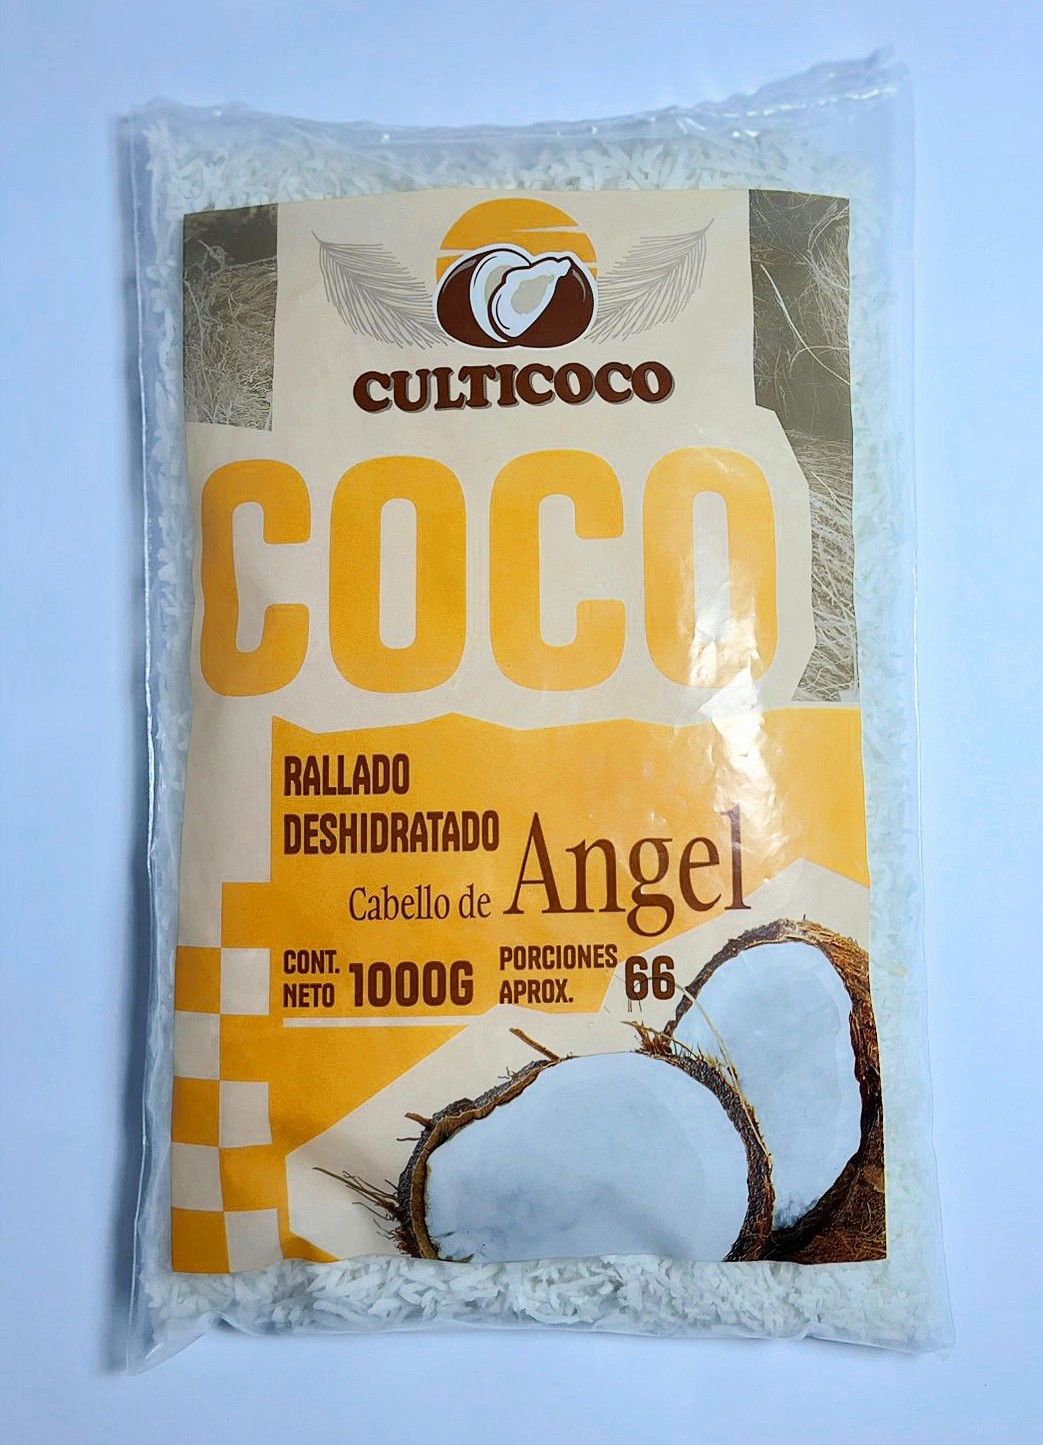 CULTICOCO
COCO
RALLADO
DESHIDRATADO
Cabello de Angel
CONT. NETO 1000G
PORCIONES APROX. 66